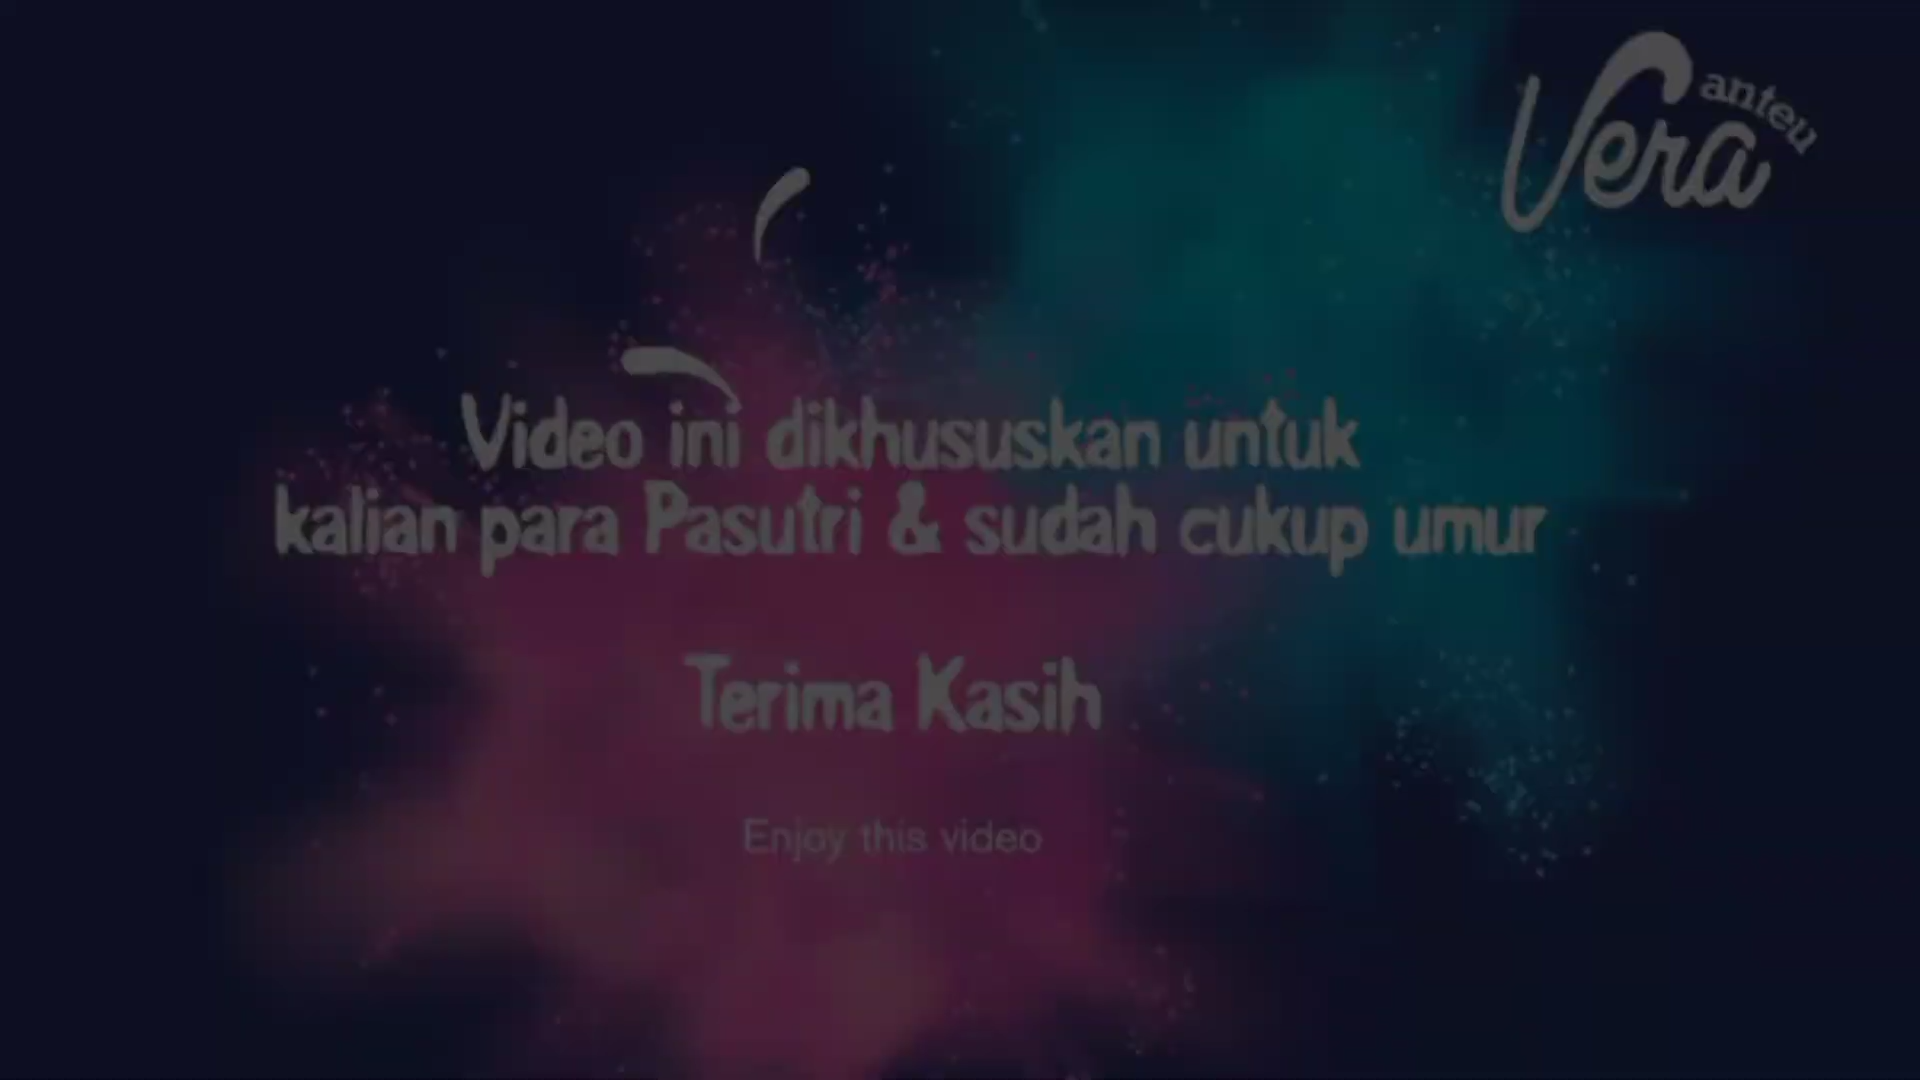 anteu
Vera
Video ini dikhususkan untuk
kalian para Pasutri & sudah cukup umur
Terima Kasih
Enjoy this video